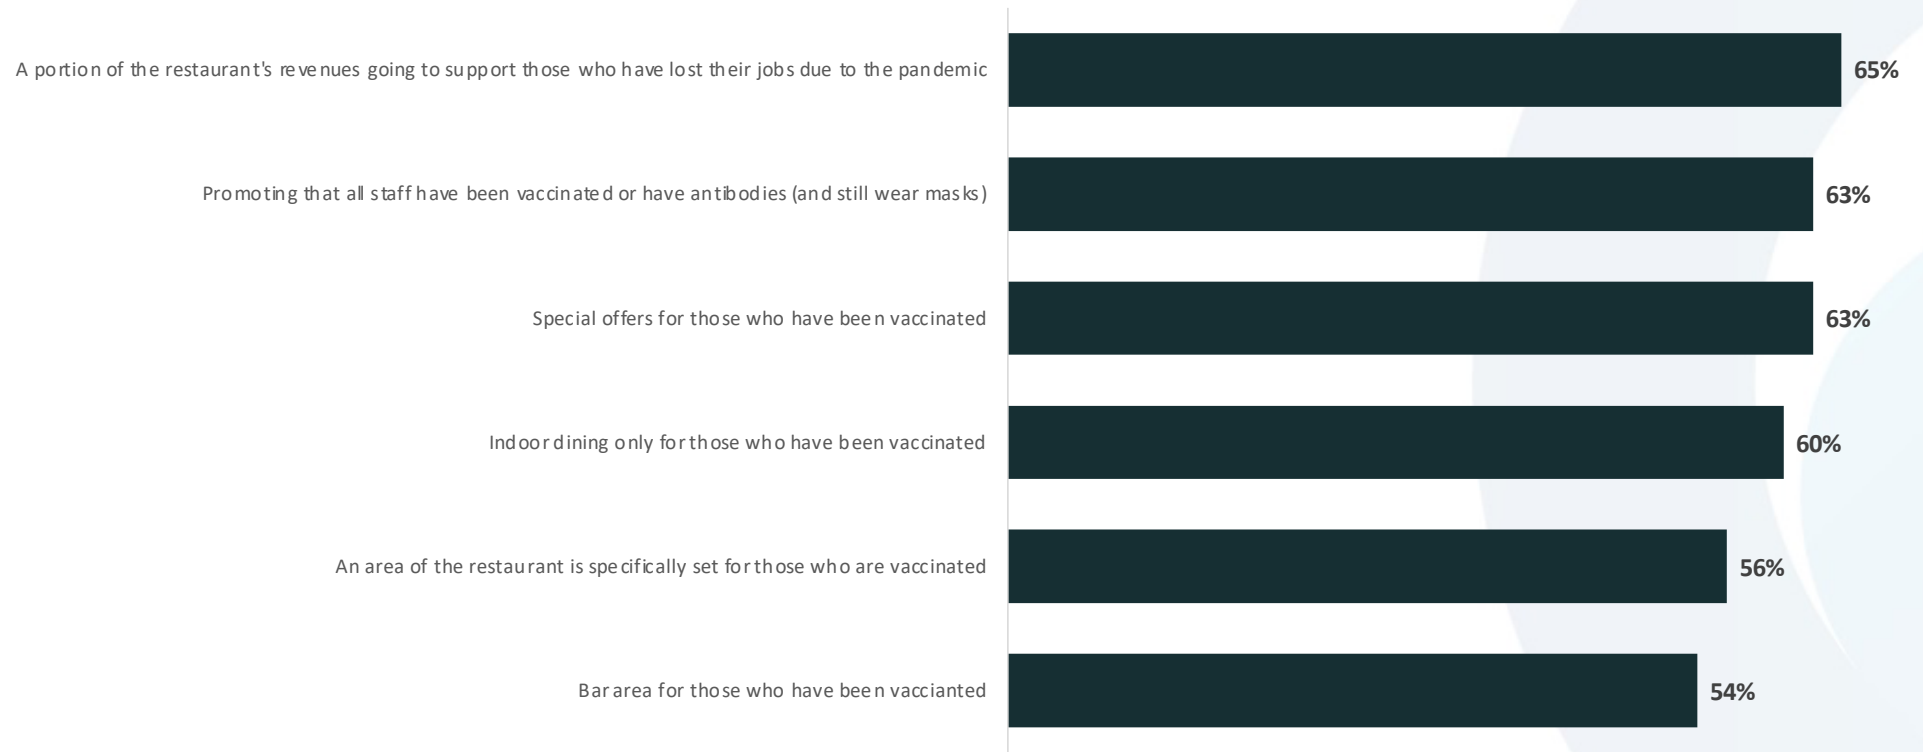 A portion of the restaurant's revenues going to support those who have lost their jobs due to the pandemic
65%
Promoting that all staff have been vaccinated or have antibodies (and still wear masks)
63%
Special offers for those who have been vaccinated
63%
Indoor dining only for those who have been vaccinated
60%
An area of the restaurant is specifically set for those who are vaccinated
56%
Bar area for those who have been vaccianted
54%